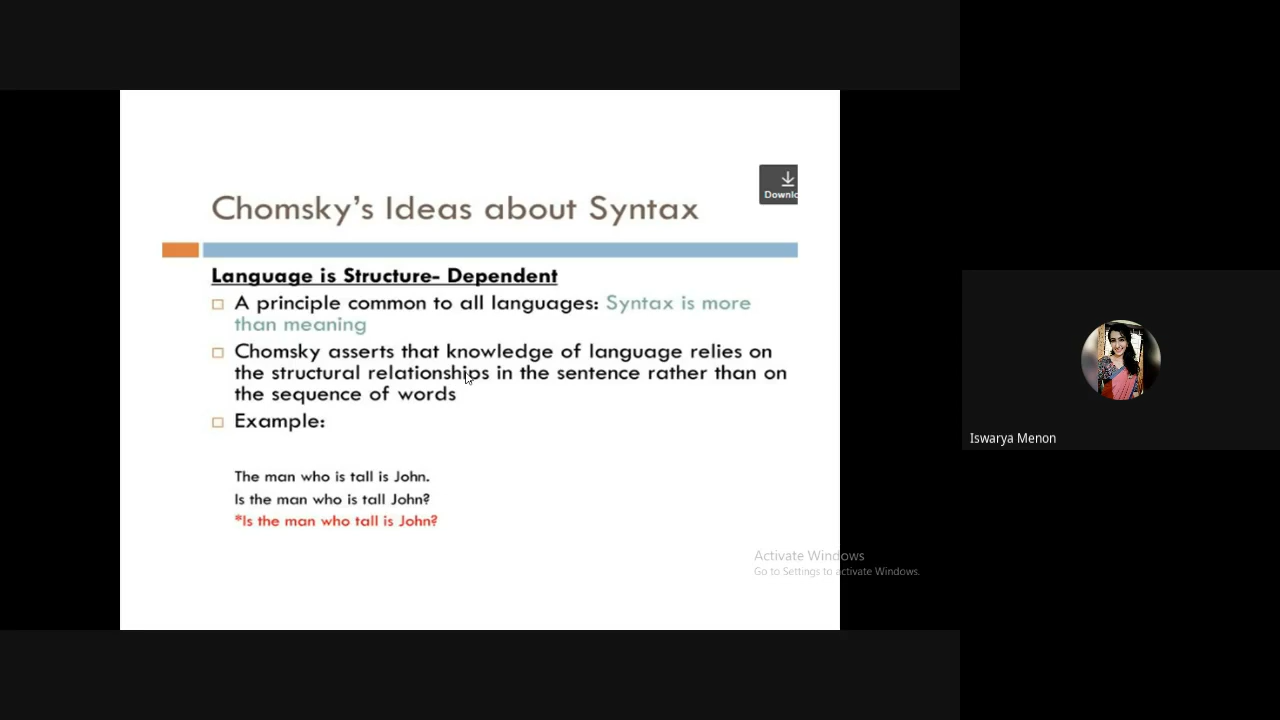 Downlo
Chomsky's Ideas about Syntax
Language is Structure- Dependent
A principle common to all languages: Syntax is more
than meaning
Chomsky asserts that knowledge of language relies on
the structural relationships in the sentence rather than on
the sequence of words
Example:
The man who is tall is John.
Is the man who is tall John?
*Is the man who tall is John?
Iswarya Menon
Activate Windows
Go to Settings to activate Windows.